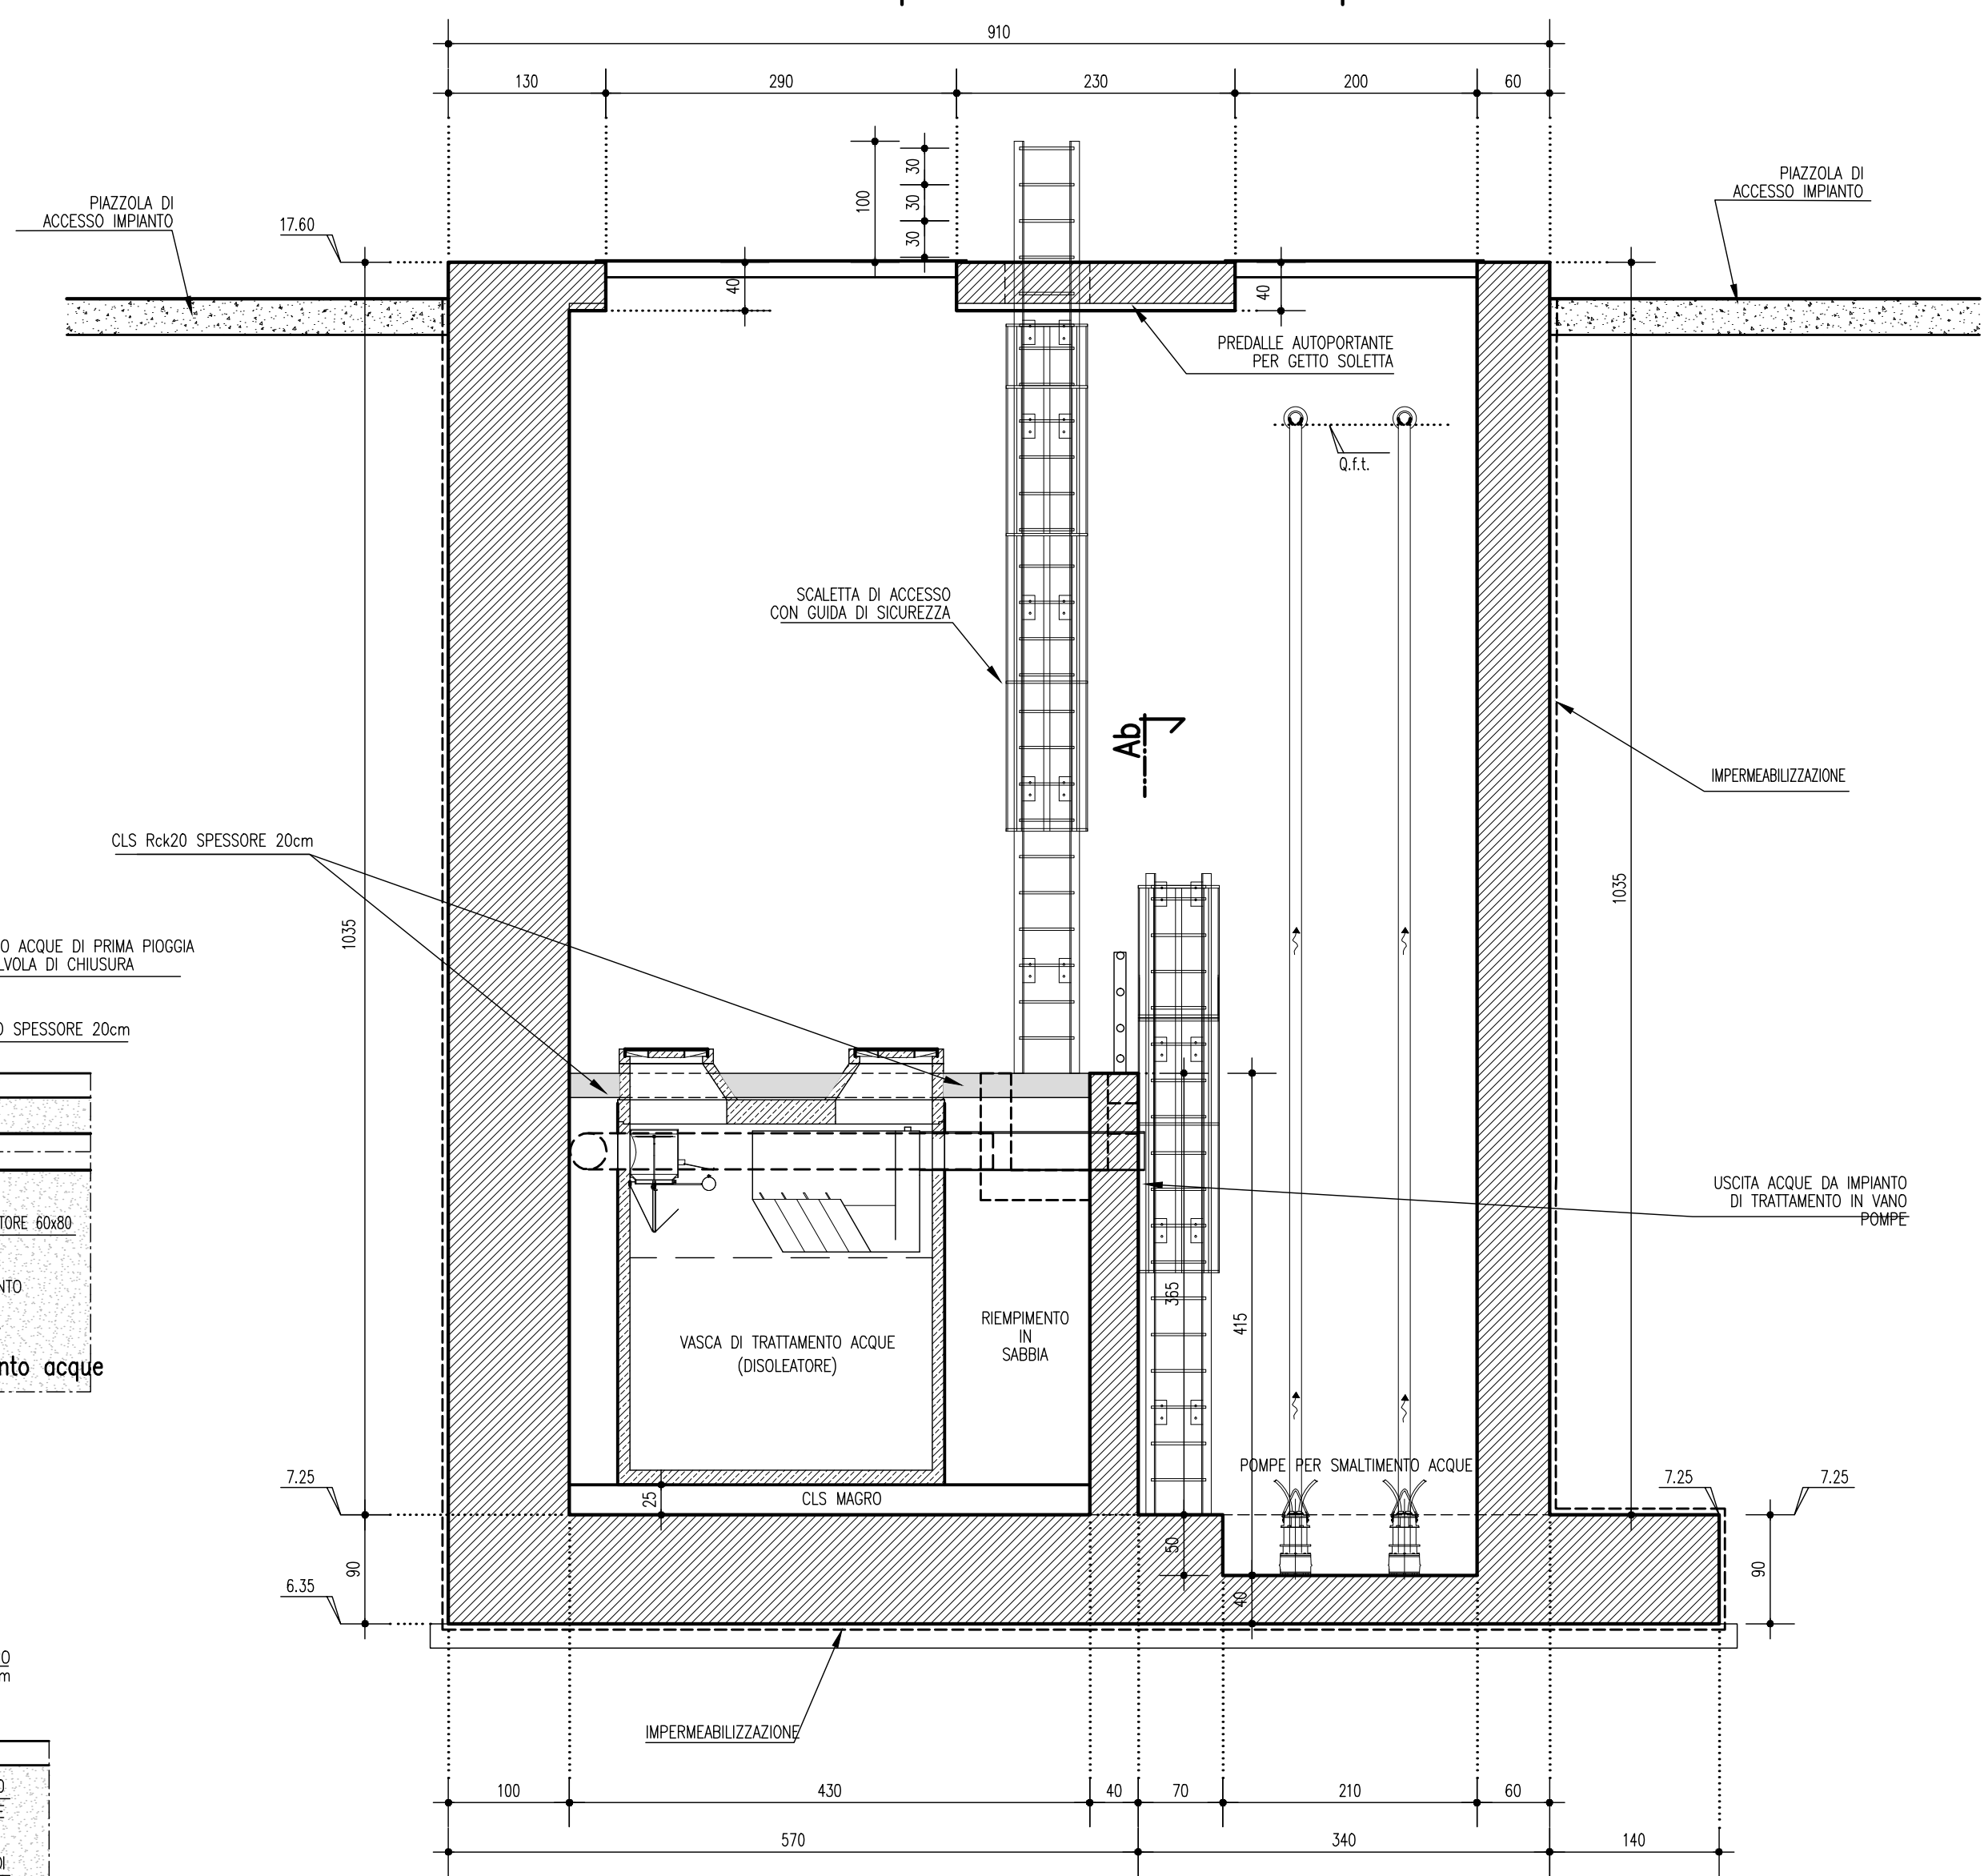 910
130
290
230
200
60
PIAZZOLA DI
ACCESSO IMPIANTO
17.60
100
30
30
30
PIAZZOLA DI
ACCESSO IMPIANTO
40
40
PREDALLE AUTOPORTANTE
PER GETTO SOLETTA
Q.f.t.
SCALETTA DI ACCESSO
CON GUIDA DI SICUREZZA
Ab
IMPERMEABILIZZAZIONE
CLS Rck20 SPESSORE 20cm
1035
1035
O ACQUE DI PRIMA PIOGGIA
LVOLA DI CHIUSURA
SPESSORE 20cm
USCITA ACQUE DA IMPIANTO
DI TRATTAMENTO IN VANO
POMPE
TORE 60x80
NTO
nto acque
365
415
RIEMPIMENTO
IN
SABBIA
VASCA DI TRATTAMENTO ACQUE
(DISOLEATORE)
POMPE PER SMALTIMENTO ACQUE
7.25
25
CLS MAGRO
7.25
7.25
90
50
40
90
6.35
O
m
IMPERMEABILIZZAZIONE
100
430
40
70
210
60
570
340
140